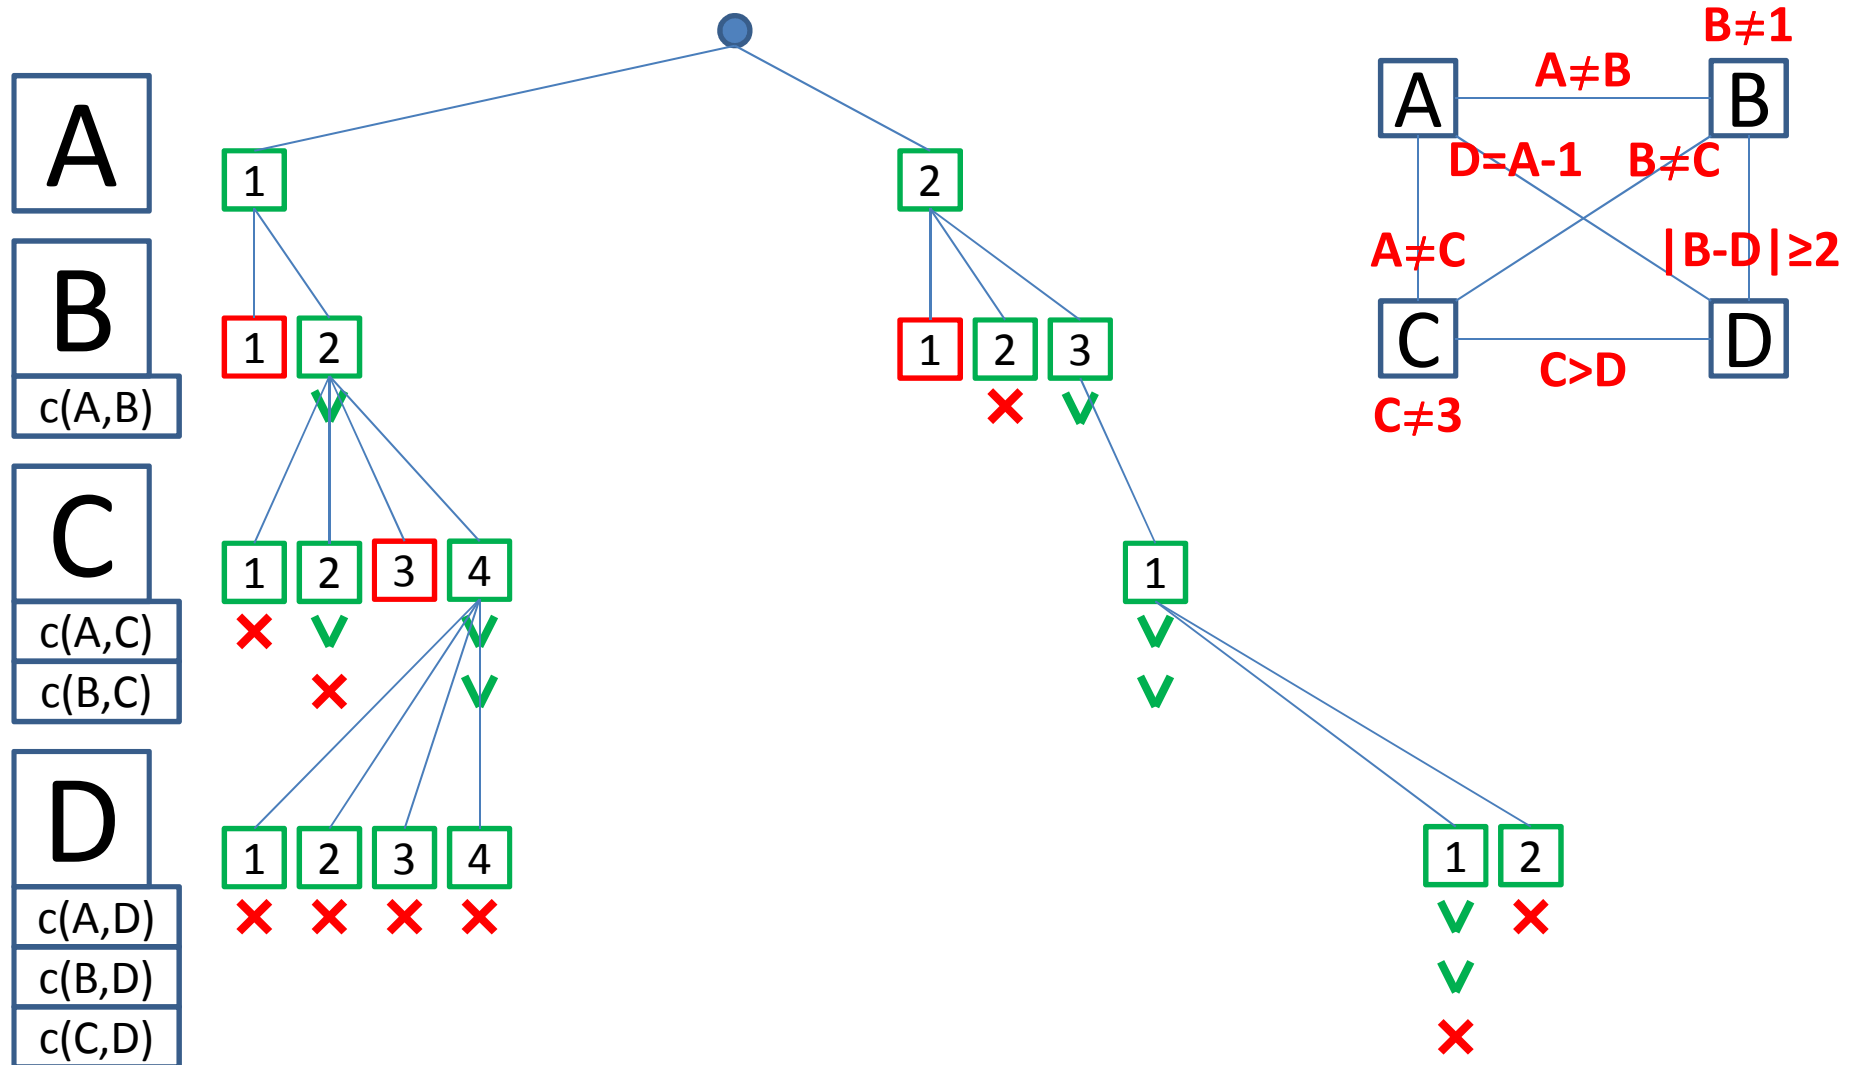 B≠1
A
A≠B
B
A
1
2
D=A-1
B≠C
B
1
2
1
2
3
A≠C
|B-D|≥2
c(A,B)
C
D
C>D
C≠3
C
1
2
3
4
1
c(A,C)
c(B,C)
D
1
2
3
4
1
2
c(A,D)
c(B,D)
c(C,D)